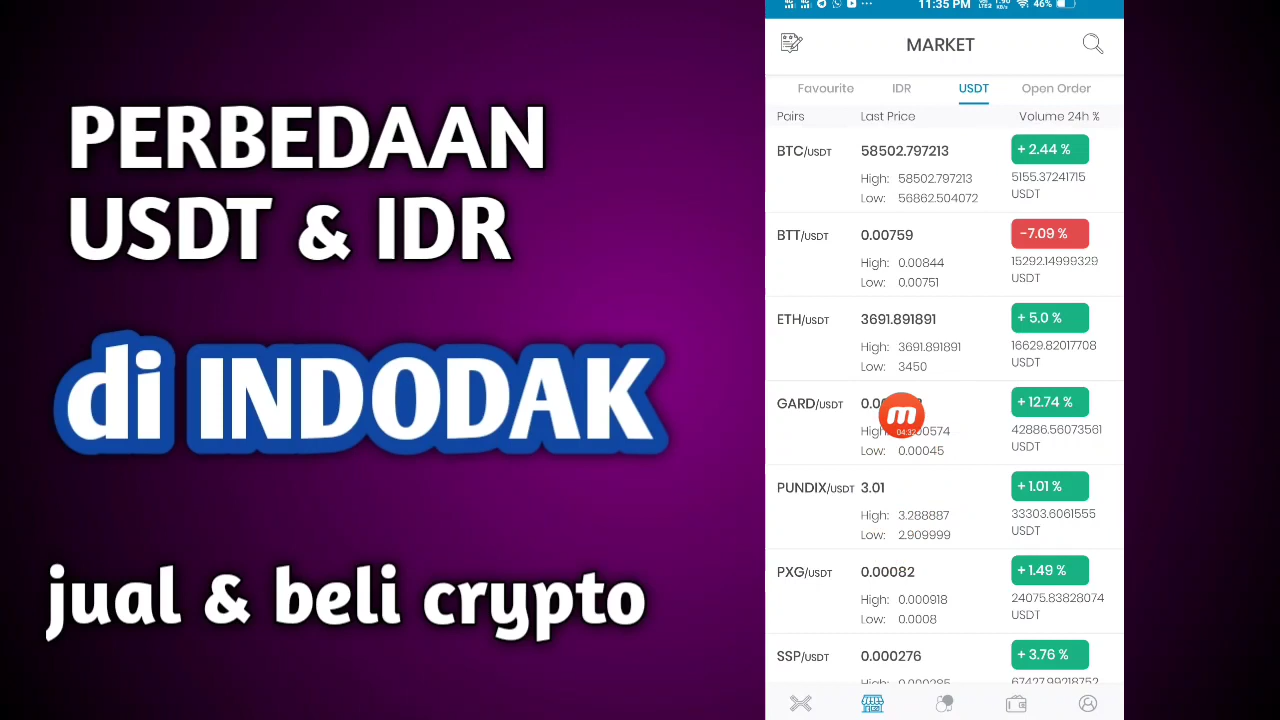 PERBEDAAN
USDT & IDR
di INDODAK
jual & beli crypto
11:35 PM
46%
MARKET
Favourite IDR USDT Open Order
Pairs Last Price Volume 24h %
BTC/USDT 58502.797213 + 2.44 %
High: 58502.797213 5155.37241715
Low: 56862.504072 USDT
BTT/USDT 0.00759 -7.09 %
High: 0.00844 15292.14999329
Low: 0.00751 USDT
ETH/USDT 3691.891891 + 5.0 %
High: 3691.891891 16629.82017708
Low: 3450 USDT
GARD/USDT + 12.74 %
m
04:32
42886.56073561
Low: 0.00045 USDT
PUNDIX/USDT 3.01 + 1.01 %
High: 3.288887 33303.6061555
Low: 2.909999 USDT
PXG/USDT 0.00082 + 1.49 %
High: 0.000918 24075.83828074
Low: 0.0008 USDT
SSP/USDT 0.000276 + 3.76 %